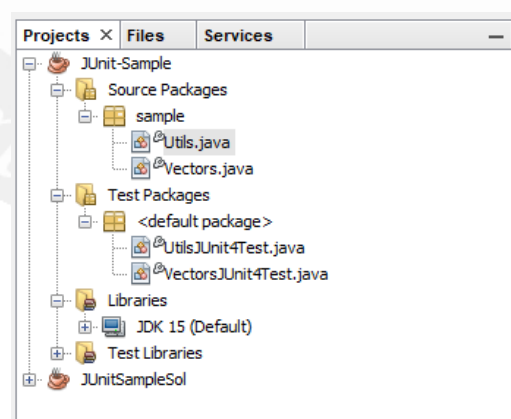 Projects × Files Services
JUnit-Sample
Source Packages
sample
Utils.java
Vectors.java
Test Packages
<default package>
UtilsJUnit4Test.java
VectorsJUnit4Test.java
Libraries
JDK 15 (Default)
Test Libraries
JUnitSampleSol